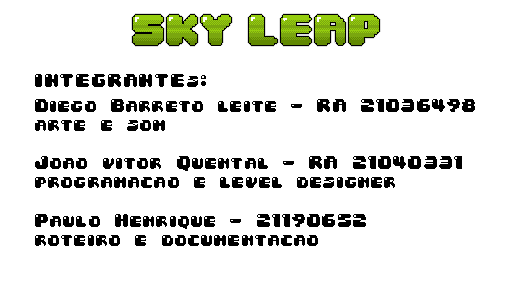 SKY LEAP
INTEGRANTES:
Diego Barreto leite - RA 21036498
ARTE E SOM
Joao vitor Quental - RA 21040331
PROGRAMACAO E LEVEL DESIGNER
Paulo Henrique - 21190652
ROTEIRO E DOCUMENTACAO